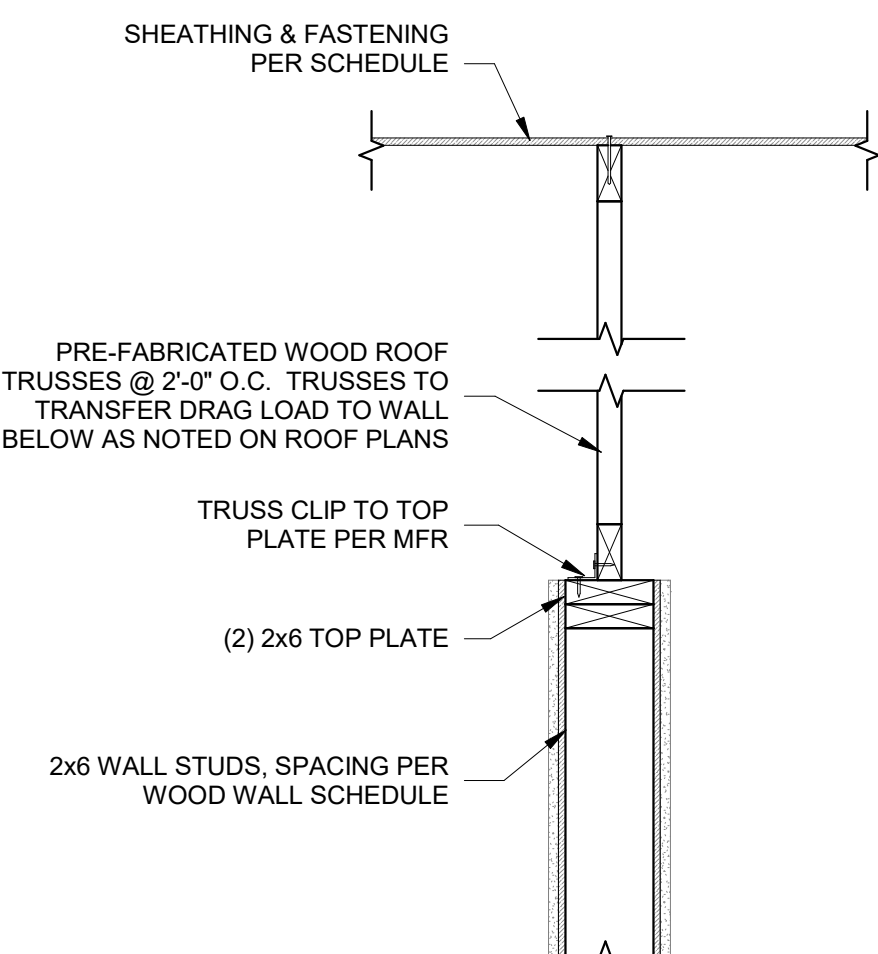 SHEATHING & FASTENING
PER SCHEDULE
PRE-FABRICATED WOOD ROOF
TRUSSES @ 2'-0" O.C. TRUSSES TO
TRANSFER DRAG LOAD TO WALL
BELOW AS NOTED ON ROOF PLANS
TRUSS CLIP TO TOP
PLATE PER MFR
(2) 2x6 TOP PLATE
2x6 WALL STUDS, SPACING PER
WOOD WALL SCHEDULE